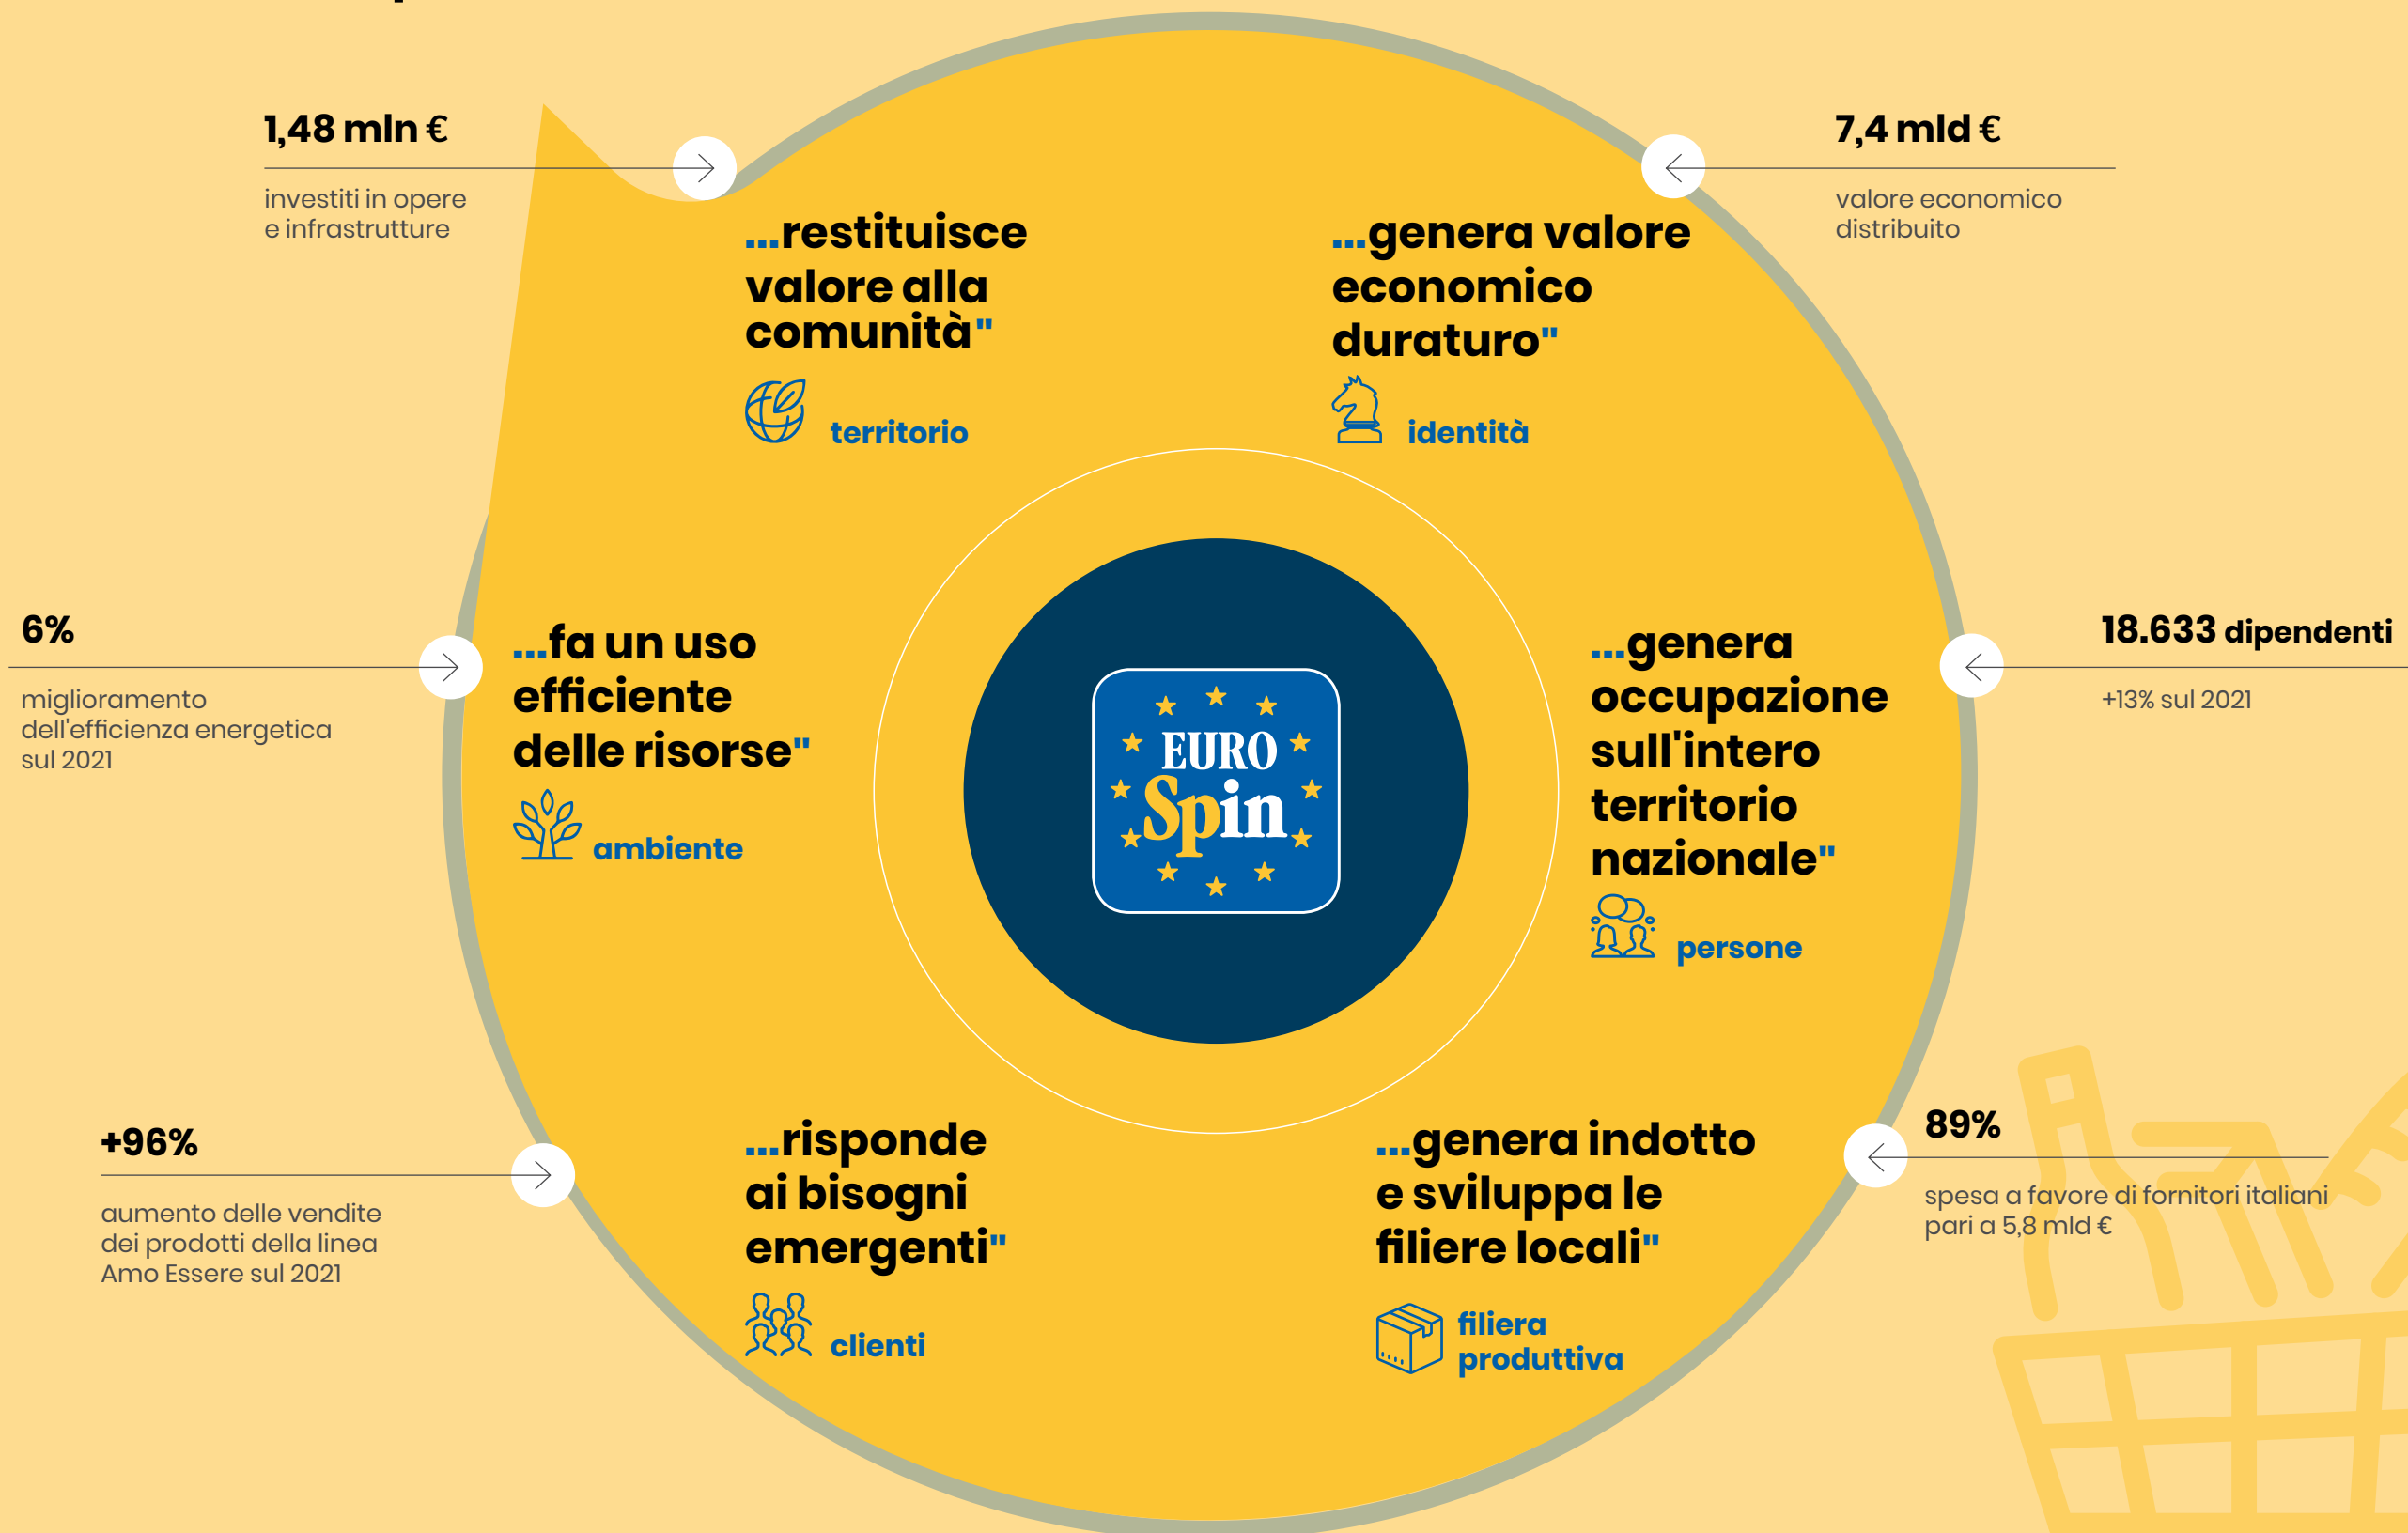 1,48 mln €
investiti in opere
e infrastrutture
...restituisce
valore alla
comunità"
territorio
7,4 mld €
valore economico
distribuito
...genera valore
economico
duraturo"
identità
6%
miglioramento
dell'efficienza energetica
sul 2021
...fa un uso
efficiente
delle risorse"
ambiente
EURO
Spin
18.633 dipendenti
+13% sul 2021
...genera
occupazione
sull'intero
territorio
nazionale"
persone
+96%
aumento delle vendite
dei prodotti della linea
Amo Essere sul 2021
...risponde
ai bisogni
emergenti"
clienti
89%
spesa a favore di fornitori italiani
pari a 5,8 mld €
...genera indotto
e sviluppa le
filiere locali"
filiera
produttiva